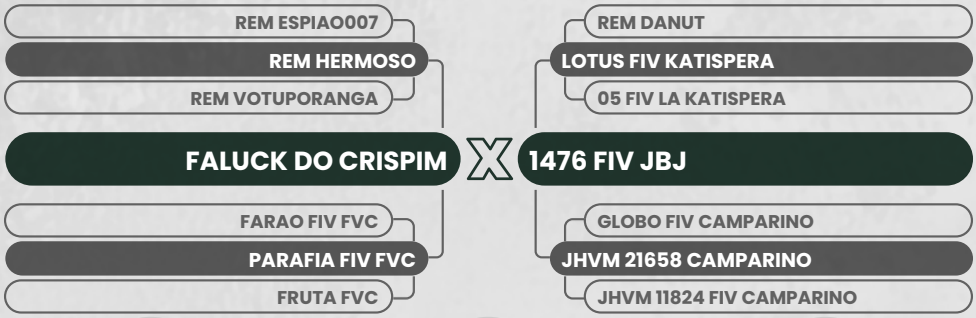 REM ESPIAO007
REM HERMOSO
REM VOTUPORANGA
FALUCK DO CRISPIM
FARAO FIV FVC
PARAFIA FIV FVC
FRUTA FVC
X
REM DANUT
LOTUS FIV KATISPERA
05 FIV LA KATISPERA
1476 FIV JBJ
GLOBO FIV CAMPARINO
JHVM 21658 CAMPARINO
JHVM 11824 FIV CAMPARINO